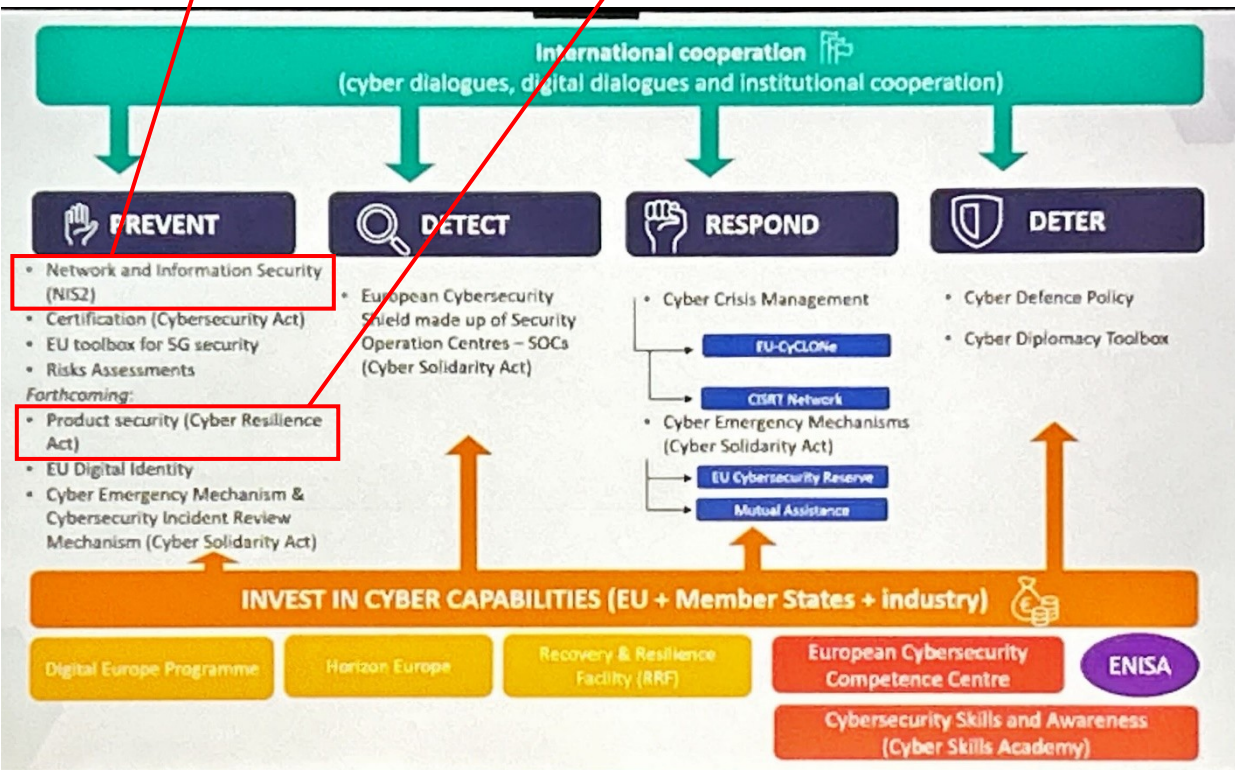 International cooperation
(cyber dialogues, digital dialogues and institutional cooperation)
PREVENT
• Network and Information Security
(NIS2)
• Certification (Cybersecurity Act)
• EU toolbox for 5G security
• Risks Assessments
Forthcoming:
• Product security (Cyber Resilience
Act)
• EU Digital Identity
• Cyber Emergency Mechanism &
Cybersecurity Incident Review
Mechanism (Cyber Solidarity Act)
DETECT
• European Cybersecurity
Shield made up of Security
Operation Centres – SOCs
(Cyber Solidarity Act)
RESPOND
• Cyber Crisis Management
EU-CyCLONe
CISRT Network
• Cyber Emergency Mechanisms
(Cyber Solidarity Act)
EU Cybersecurity Reserve
Mutual Assistance
DETER
• Cyber Defence Policy
• Cyber Diplomacy Toolbox
INVEST IN CYBER CAPABILITIES (EU + Member States + industry)
€
Digital Europe Programme
Horizon Europe
Recovery & Resilience
Facility (RRF)
European Cybersecurity
Competence Centre
ENISA
Cybersecurity Skills and Awareness
(Cyber Skills Academy)